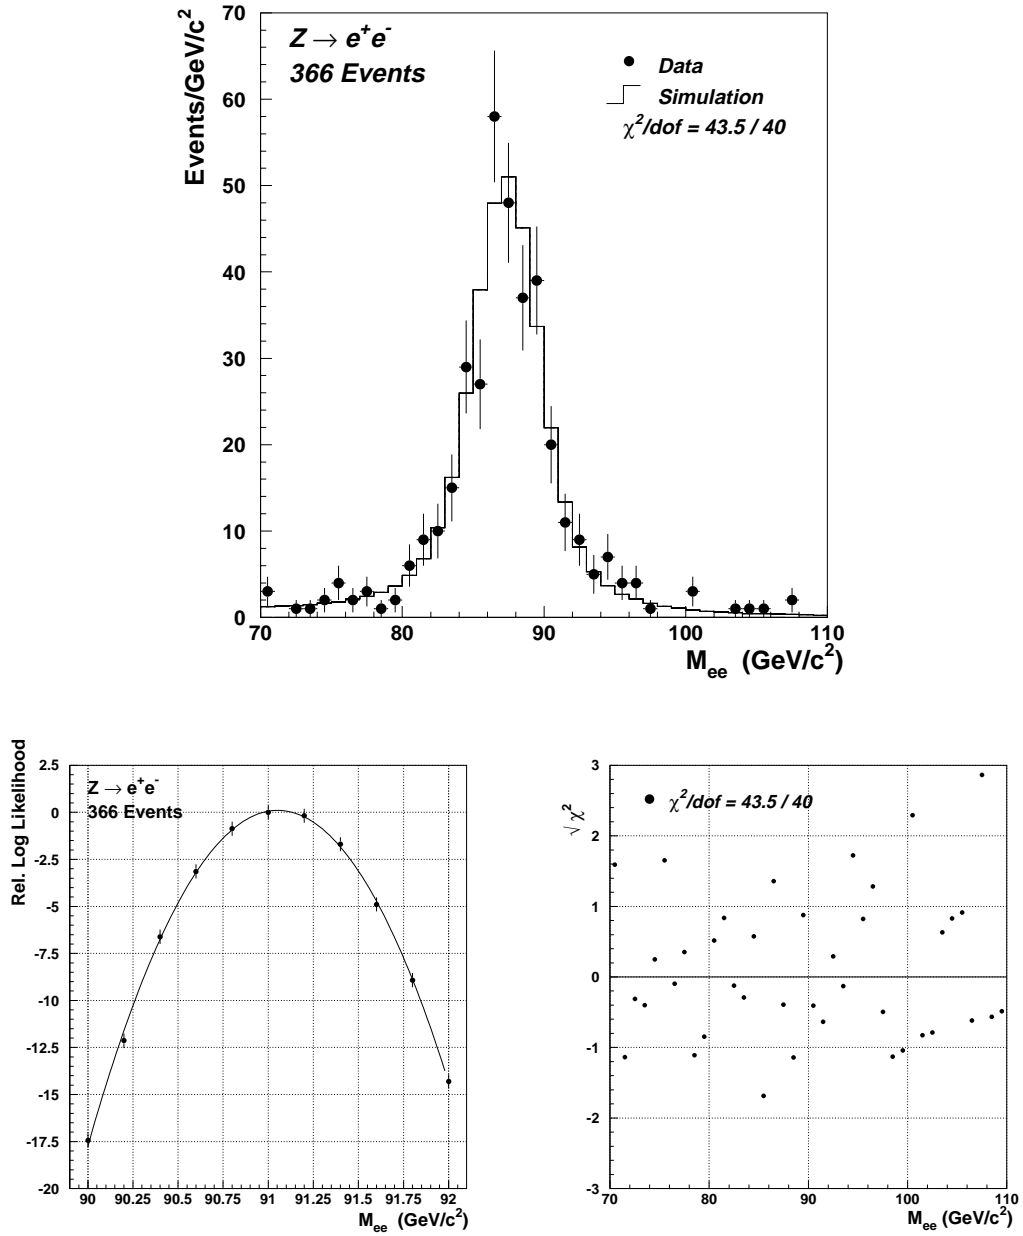 Events/GeV/c²
70
60
50
40
30
20
10
0
Z → e⁺e⁻
366 Events
Data
Simulation
χ²/dof = 43.5 / 40
70 80 90 100 110
M_ee (GeV/c²)
Rel. Log Likelihood
2.5
0
-2.5
-5
-7.5
-10
-12.5
-15
-17.5
-20
Z → e⁺e⁻
366 Events
90 90.25 90.5 90.75 91 91.25 91.5 91.75 92
M_ee (GeV/c²)
√ χ²
3
2
1
0
-1
-2
-3
χ²/dof = 43.5 / 40
70 80 90 100 110
M_ee (GeV/c²)